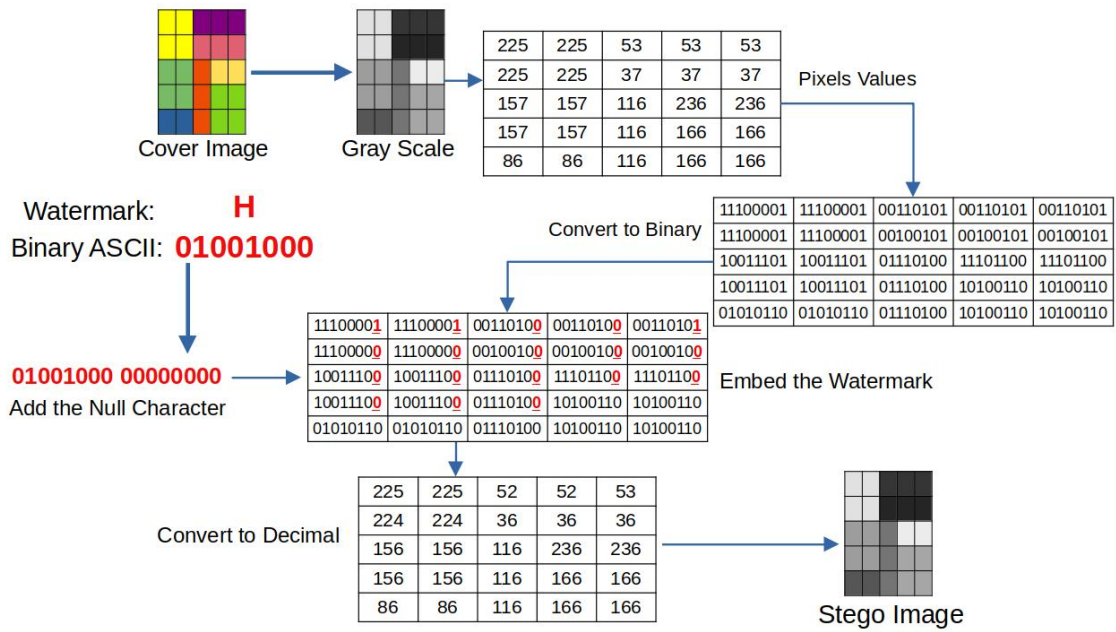 Cover Image
Gray Scale
225 225 53 53 53
225 225 37 37 37
157 157 116 236 236
157 157 116 166 166
86 86 116 166 166
Pixels Values
Watermark: H
Binary ASCII: 01001000
Convert to Binary
11100001 11100001 00110101 00110101 00110101
11100001 11100001 00100101 00100101 00100101
10011101 10011101 01110100 11101100 11101100
10011101 10011101 01110100 10100110 10100110
01010110 01010110 01110100 10100110 10100110
01001000 00000000
Add the Null Character
11100001 11100001 00110100 00110100 00110101
11100000 11100000 00100100 00100100 00100100
10011100 10011100 01110100 11101100 11101100
10011100 10011100 01110100 10100110 10100110
01010110 01010110 01110100 10100110 10100110
Embed the Watermark
Convert to Decimal
225 225 52 52 53
224 224 36 36 36
156 156 116 236 236
156 156 116 166 166
86 86 116 166 166
Stego Image